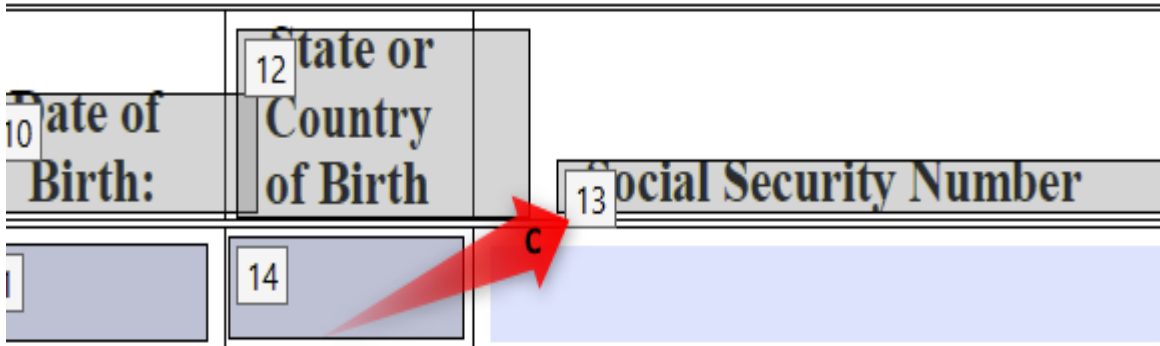 12
State or
10
Date of
Country
Birth:
of Birth
13
Social Security Number
C
14